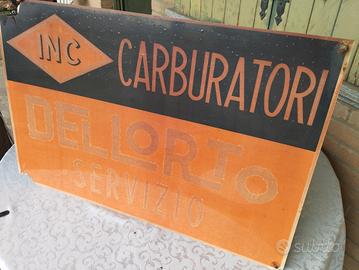 INC
CARBURATORI
DELLORTO
SERVIZIO
subito